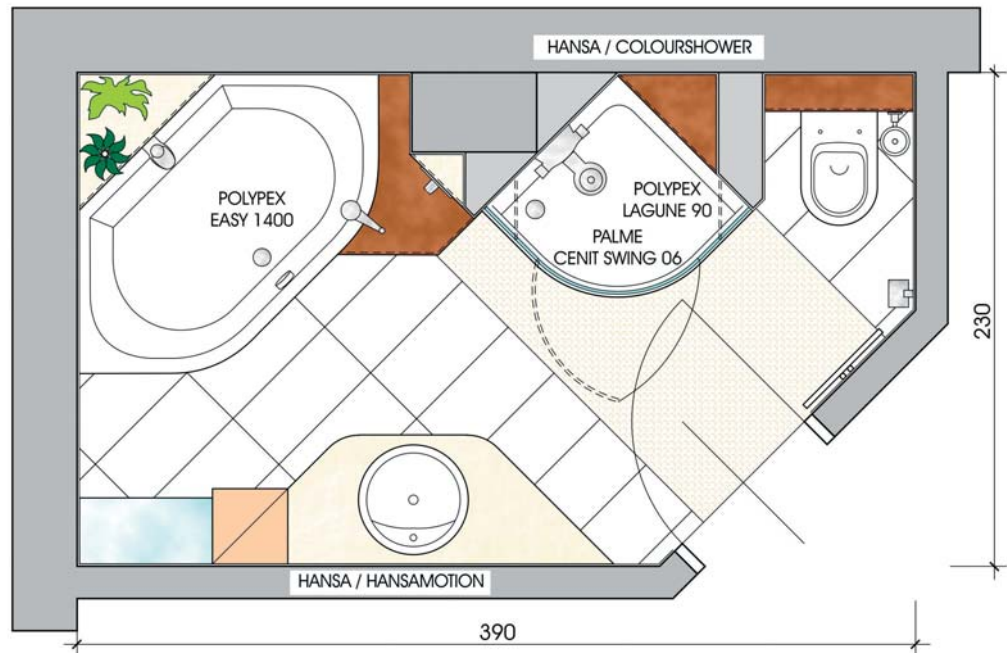 HANSA / COLOURSHOWER
POLYPEX
EASY 1400
POLYPEX
LAGUNE 90
PALME
CENIT SWING 06
230
HANSA / HANSAMOTION
390